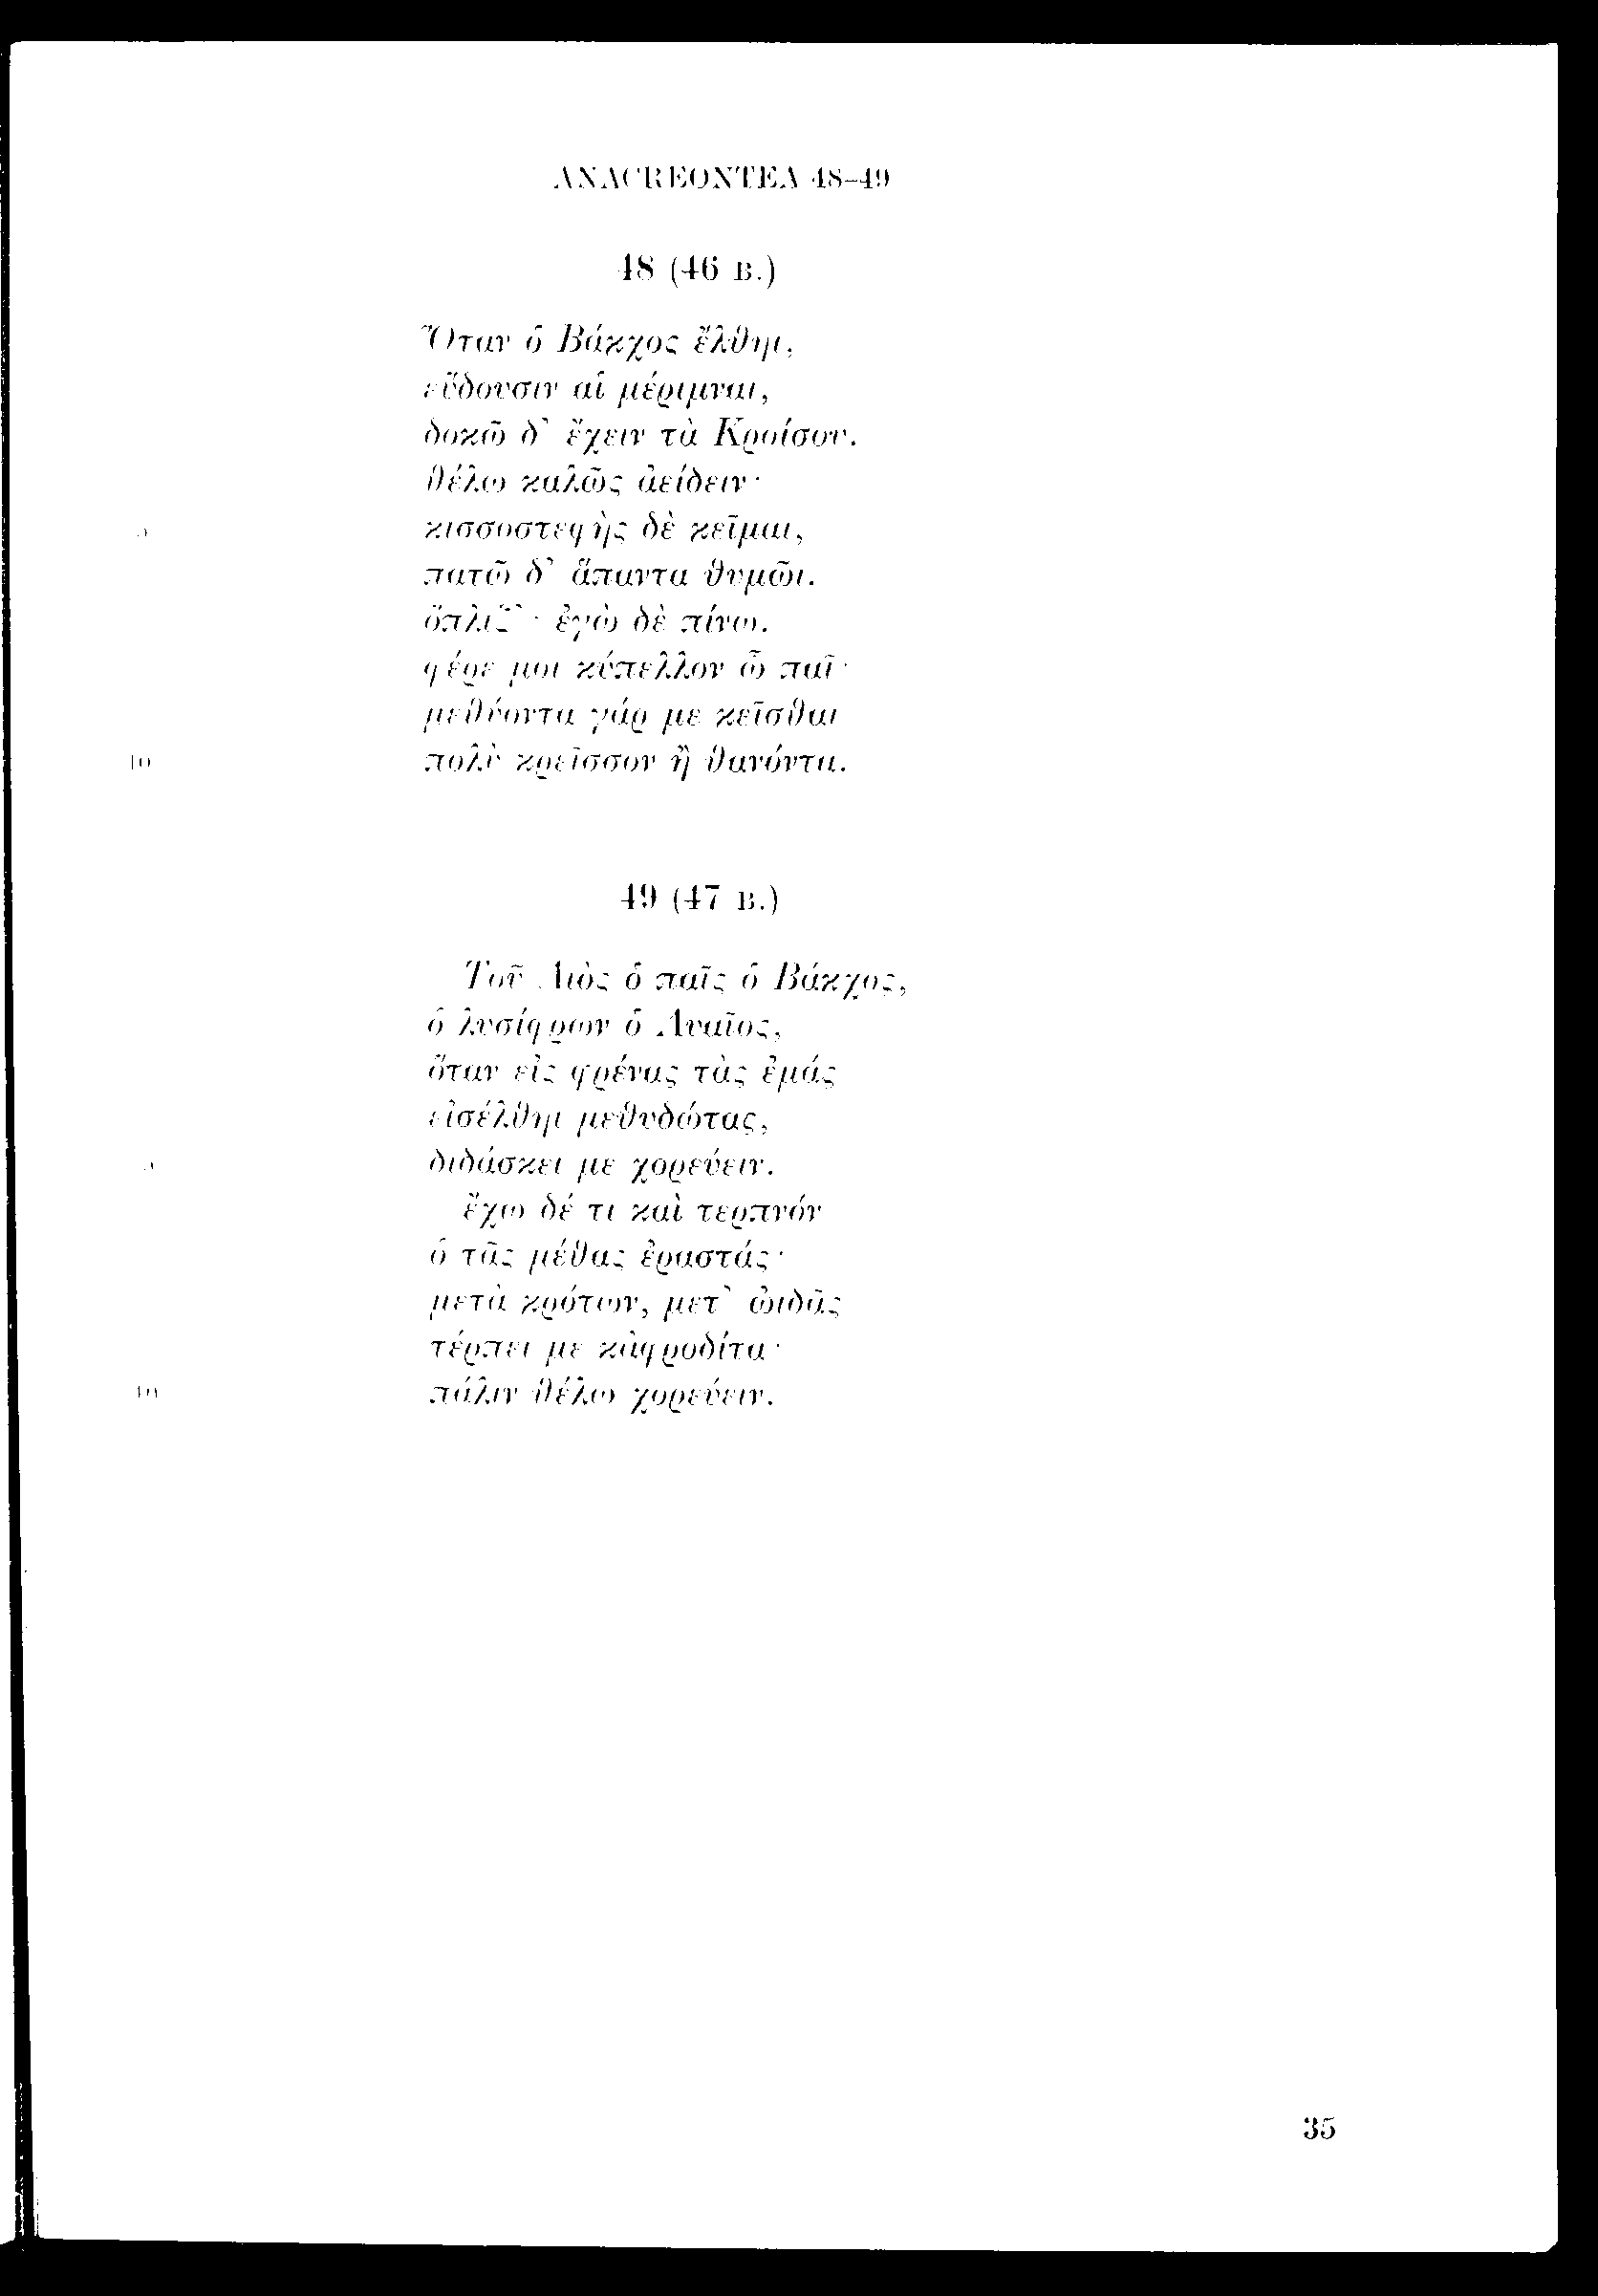 ANACREONTEA 48–49
48 (46 B.)
Ὅταν ὁ Βάκχος ἔλθηι,
εὕδουσιν αἱ μέριμναι,
δοκῶ δ᾽ ἔχειν τὰ Κροίσου.
θέλω καλῶς ἀείδειν·
5 κισσοστεφὴς δὲ κεῖμαι,
πατῶ δ᾽ ἅπαντα θυμῶι.
ὅπλιζ᾽· ἐγὼ δὲ πίνω.
φέρε μοι κύπελλον ὦ παῖ·
μεθύοντα γάρ με κεῖσθαι
10 πολὺ κρεῖσσον ἢ θανόντα.
49 (47 B.)
Τοῦ Διὸς ὁ παῖς ὁ Βάκχος,
ὁ λυσίφρων ὁ Λυαῖος,
ὅταν εἰς φρένας τὰς ἐμάς
εἰσέλθηι μεθυδώτας,
5 διδάσκει με χορεύειν.
ἔχω δέ τι καὶ τερπνόν
ὁ τᾶς μέθας ἐραστάς·
μετὰ κρότων, μετ᾽ ὠιδᾶς
τέρπει με κἀφροδίτα·
10 πάλιν θέλω χορεύειν.
35